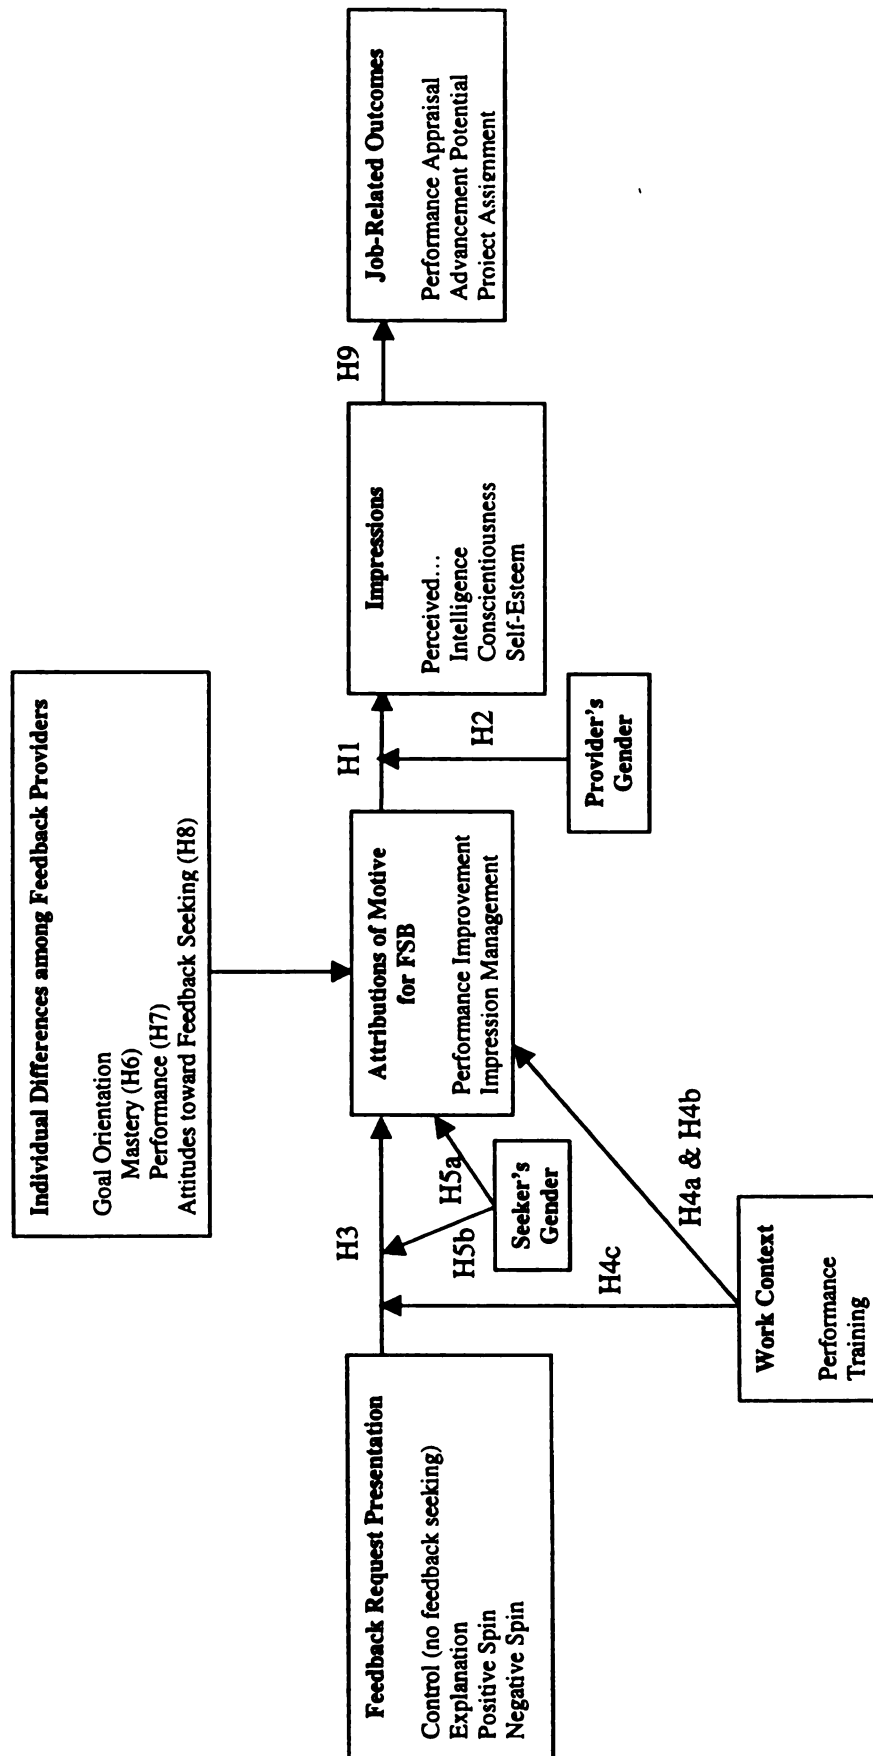 Individual Differences among Feedback Providers
Goal Orientation
Mastery (H6)
Performance (H7)
Attitudes toward Feedback Seeking (H8)
Feedback Request Presentation
Control (no feedback seeking)
Explanation
Positive Spin
Negative Spin
H3
H5b
H5a
Seeker's
Gender
H4c
H4a & H4b
Work Context
Performance
Training
Attributions of Motive
for FSB
Performance Improvement
Impression Management
H1
H2
Provider's
Gender
Impressions
Perceived...
Intelligence
Conscientiousness
Self-Esteem
H9
Job-Related Outcomes
Performance Appraisal
Advancement Potential
Project Assignment